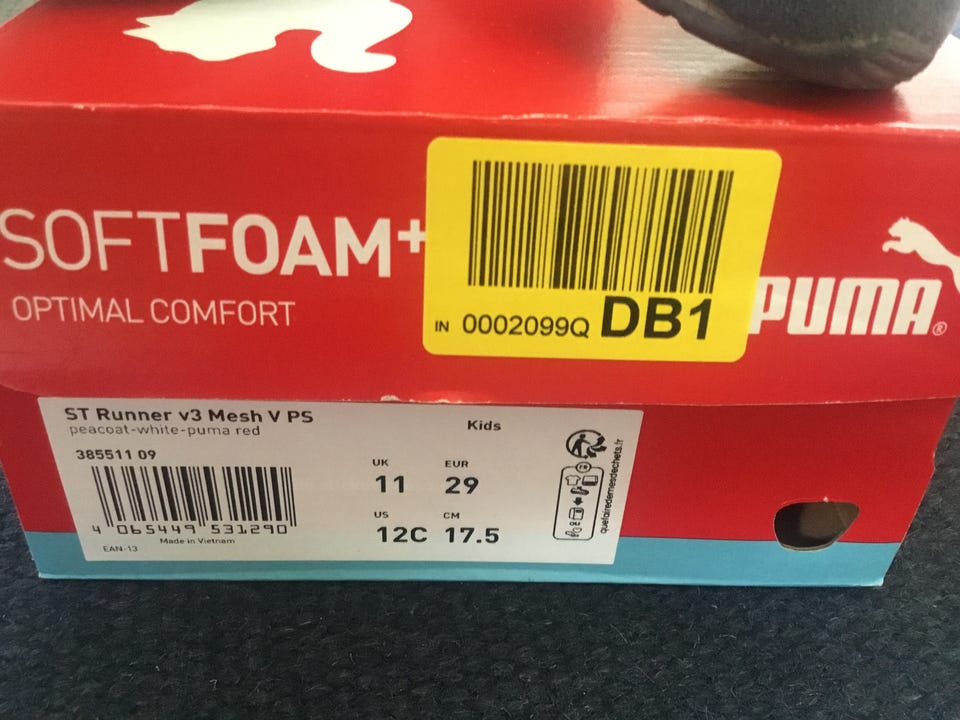 SOFTFOAM+
OPTIMAL COMFORT
IN 0002099Q DB1
PUMA®
ST Runner v3 Mesh V PS
peacoat-white-puma red
Kids
385511 09
UK EUR
11 29
US CM
12C 17.5
4 065449 531290
Made in Vietnam
EAN-13
FR
OU
quefairedemesdechets.fr